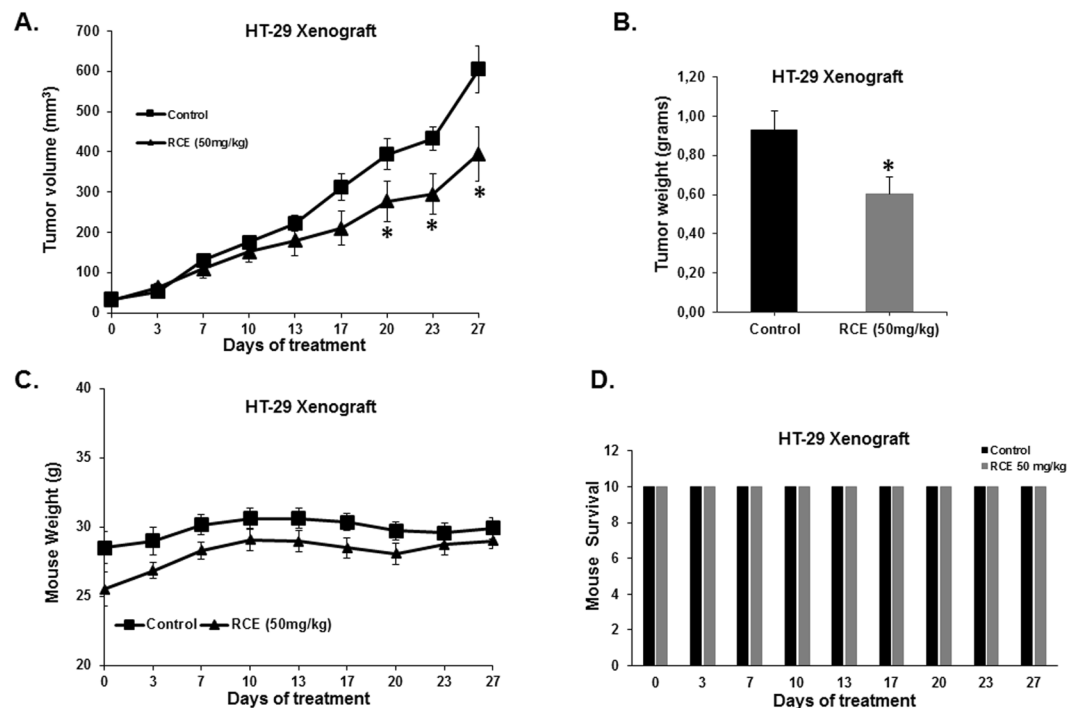 A.
HT-29 Xenograft
Tumor volume (mm³)
700
600
500
400
300
200
100
0
Control
RCE (50mg/kg)
*
*
*
0 3 7 10 13 17 20 23 27
Days of treatment
B.
HT-29 Xenograft
Tumor weight (grams)
1,20
1,00
0,80
0,60
0,40
0,20
0,00
*
Control RCE (50mg/kg)
C.
HT-29 Xenograft
Mouse Weight (g)
40
35
30
25
20
Control RCE (50mg/kg)
0 3 7 10 13 17 20 23 27
Days of treatment
D.
HT-29 Xenograft
Control
RCE 50 mg/kg
Mouse Survival
12
10
8
6
4
2
0
0 3 7 10 13 17 20 23 27
Days of treatment